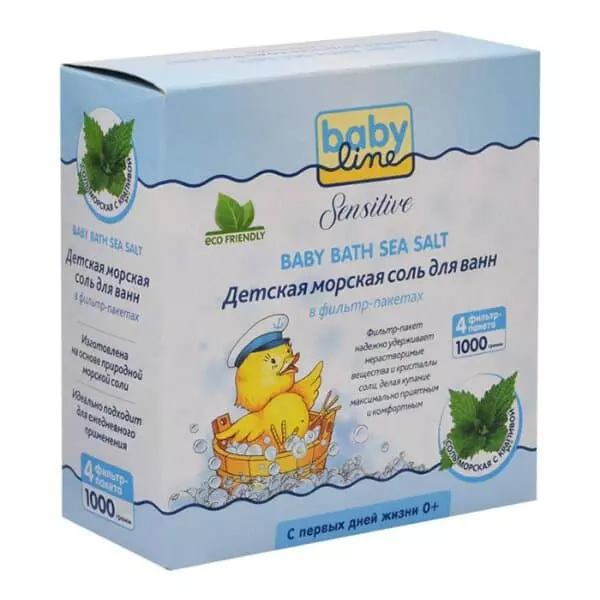 baby
line
Sensitive
eco FRIENDLY
BABY BATH SEA SALT
Детская морская соль для ванн
в фильтр-пакетах
Фильтр-пакет
надежно удерживает
нерастворимые
вещества и кристаллы
соли, делая купание
максимально приятным
и комфортным
4 фильтр-
пакета
1000 грамм
СОЛЬ МОРСКАЯ С КРАПИВОЙ
С первых дней жизни 0+
СОЛЬ МОРСКАЯ С КРАПИВОЙ
BABY BATH SEA SALT
Детская морская
соль для ванн
в фильтр-пакетах
Изготовлена
на основе природной
морской соли
Идеально подходит
для ежедневного
применения
4 фильтр-
пакета
1000 грамм